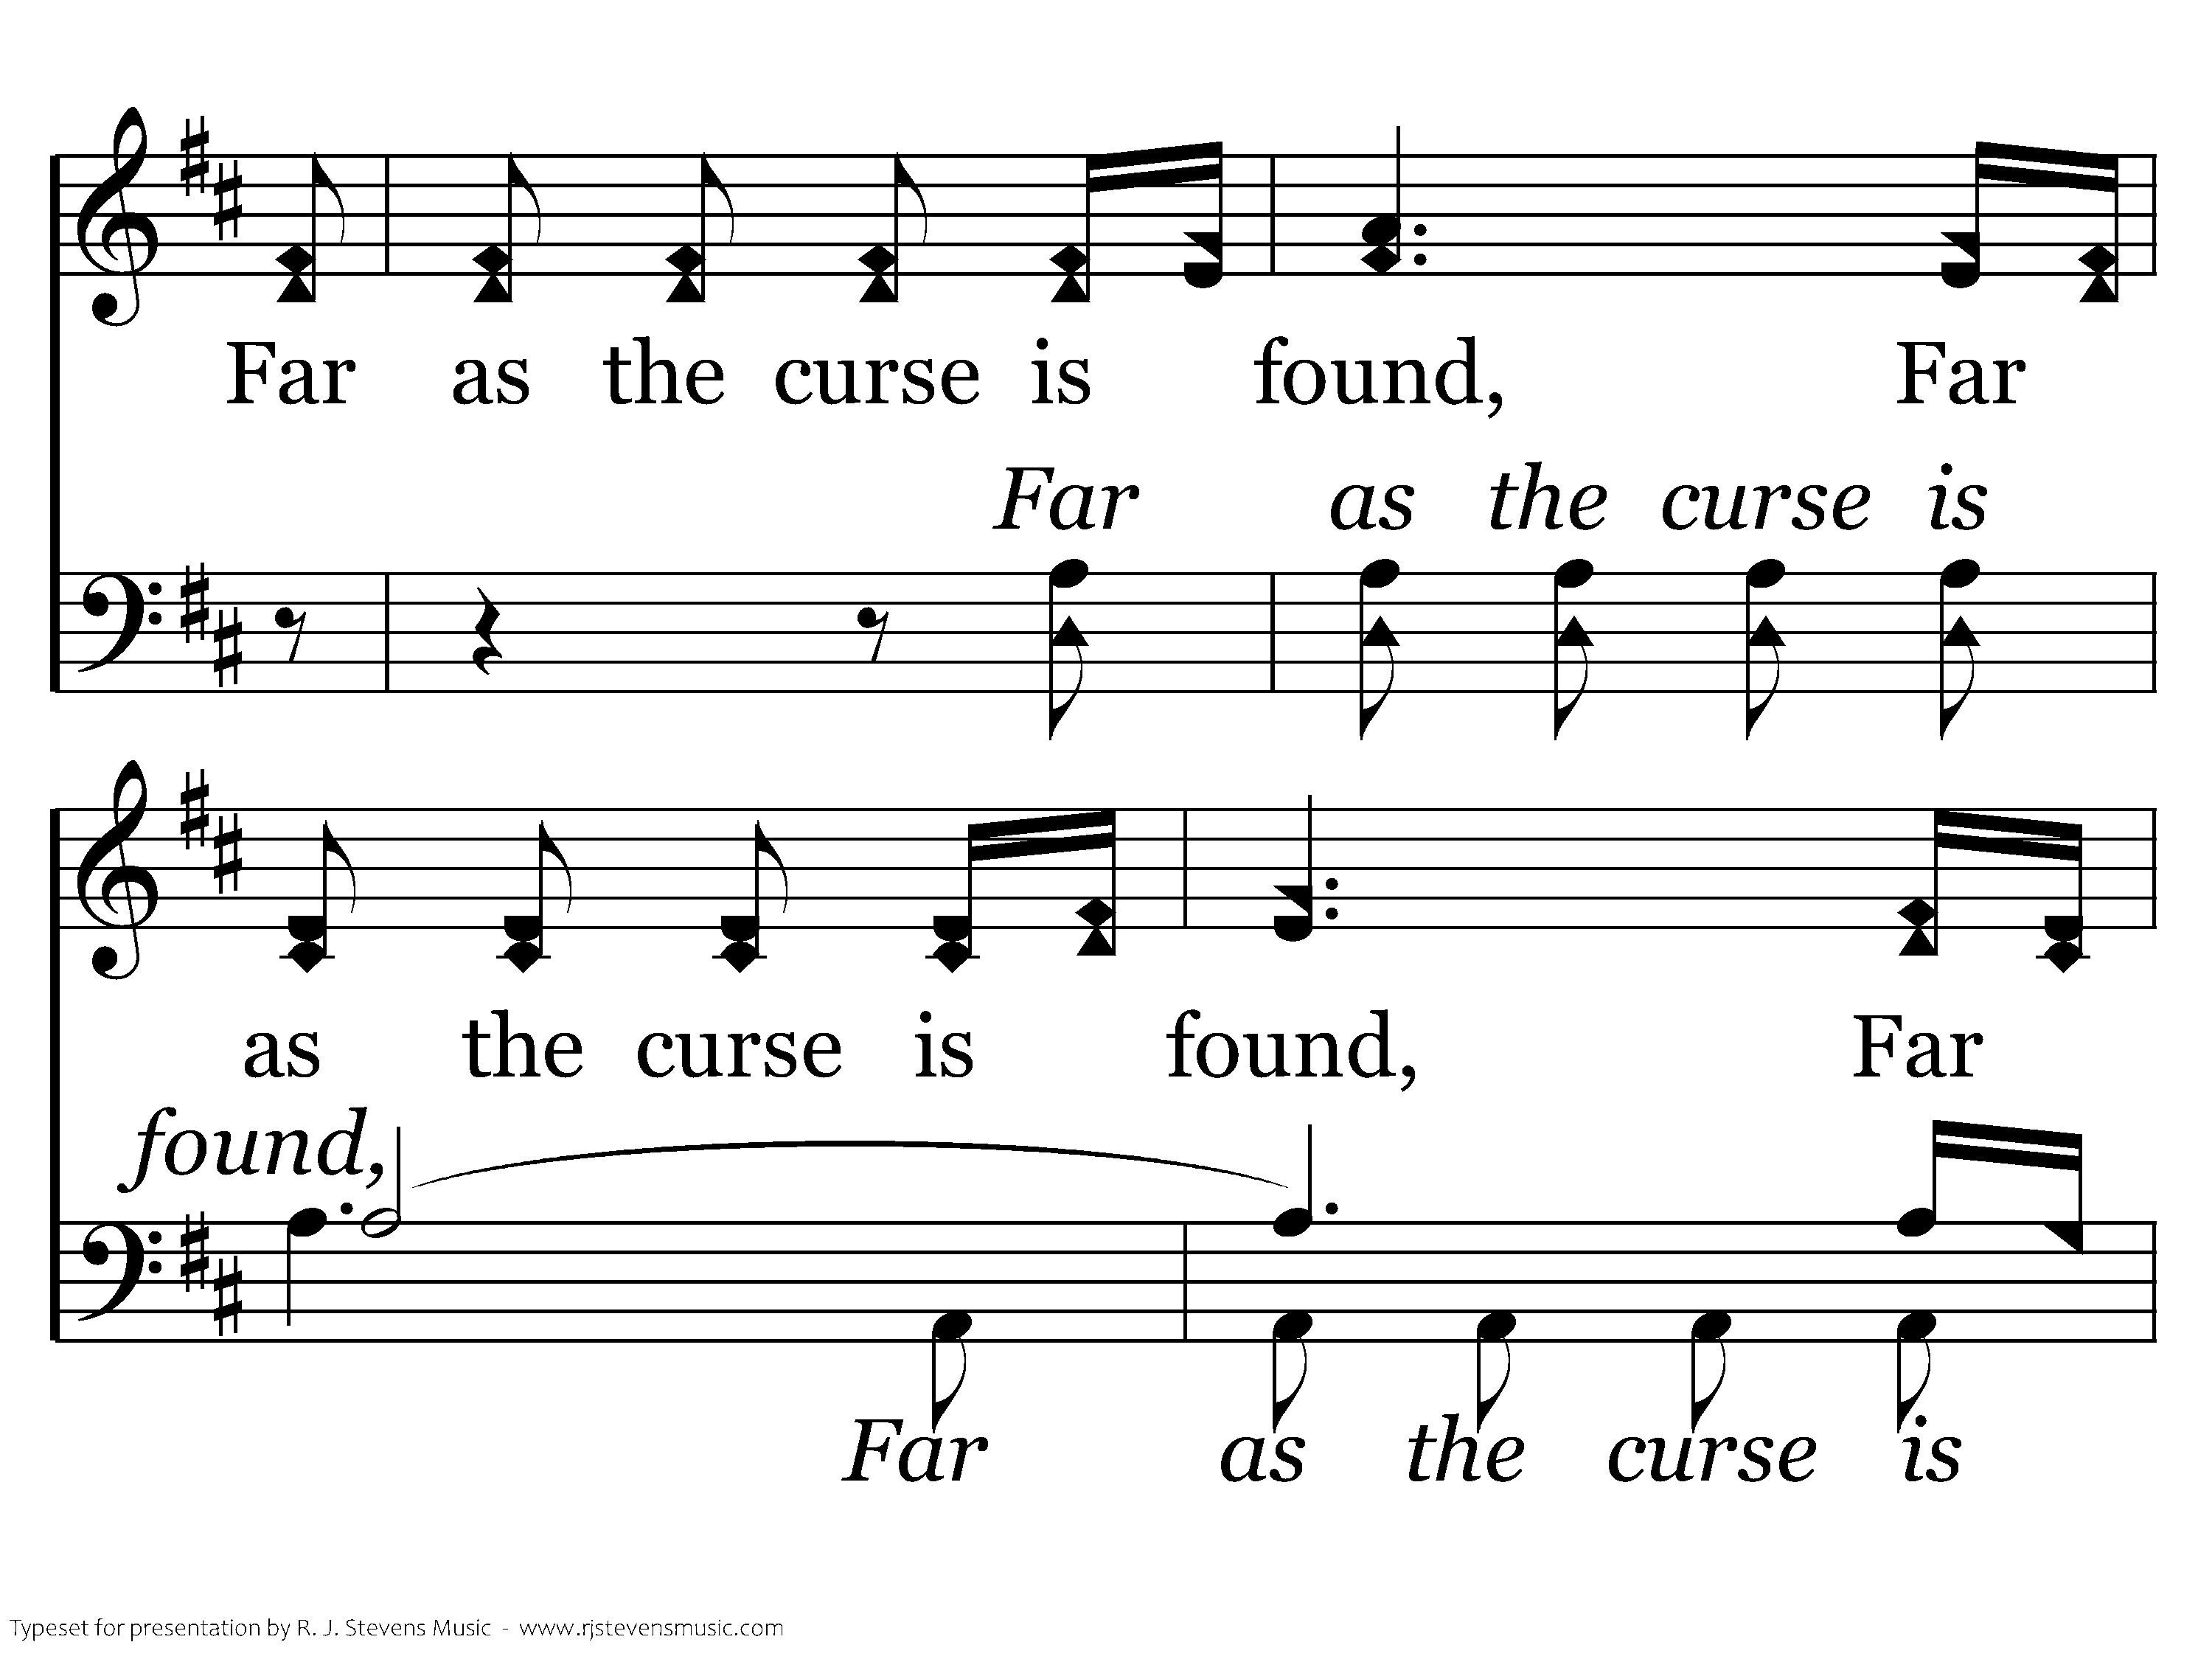 Far as the curse is found, Far
Far as the curse is
as the curse is found, Far
found,
Far as the curse is
Typeset for presentation by R. J. Stevens Music - www.rjstevensmusic.com